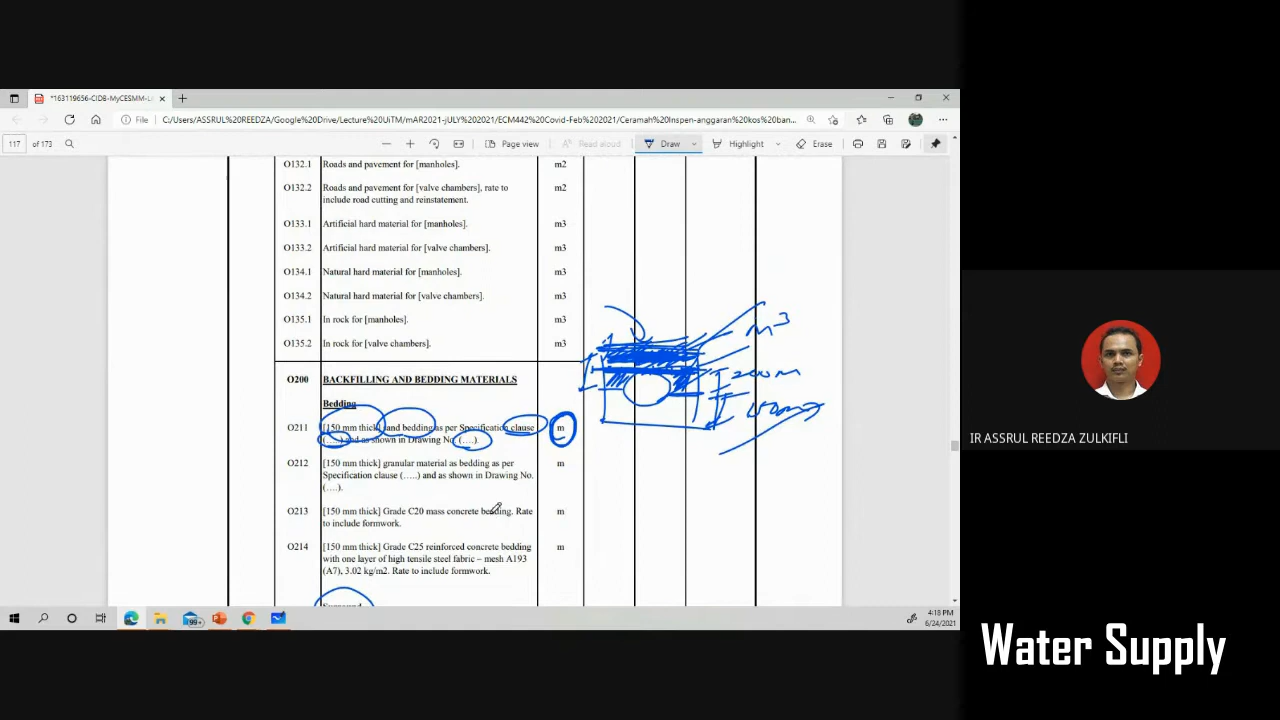 *163119656-CIDB-MyCESMM-L
File
C:/Users/ASSRUL%20REEDZA/Google%20Drive/Lecture%20UiTM/mAR2021-jULY%202021/ECM442%20Covid-Feb%202021/Ceramah%20Inspen-anggaran%20kos%20ban...
117 of 173
Page view
Read aloud
Draw
Highlight
Erase
O132.1 Roads and pavement for [manholes]. m2
O132.2 Roads and pavement for [valve chambers], rate to m2
include road cutting and reinstatement.
O133.1 Artificial hard material for [manholes]. m3
O133.2 Artificial hard material for [valve chambers]. m3
O134.1 Natural hard material for [manholes]. m3
O134.2 Natural hard material for [valve chambers]. m3
O135.1 In rock for [manholes]. m3
O135.2 In rock for [valve chambers]. m3
m3
O200 BACKFILLING AND BEDDING MATERIALS
Bedding
O211 [150 mm thick] sand bedding as per Specification clause m
(.....) and as shown in Drawing No. (....).
O212 [150 mm thick] granular material as bedding as per m
Specification clause (.....) and as shown in Drawing No.
(....).
O213 [150 mm thick] Grade C20 mass concrete bedding. Rate m
to include formwork.
O214 [150 mm thick] Grade C25 reinforced concrete bedding m
with one layer of high tensile steel fabric – mesh A193
(A7), 3.02 kg/m2. Rate to include formwork.
Surround
99+
4:18 PM
6/24/2021
IR ASSRUL REEDZA ZULKIFLI
Water Supply